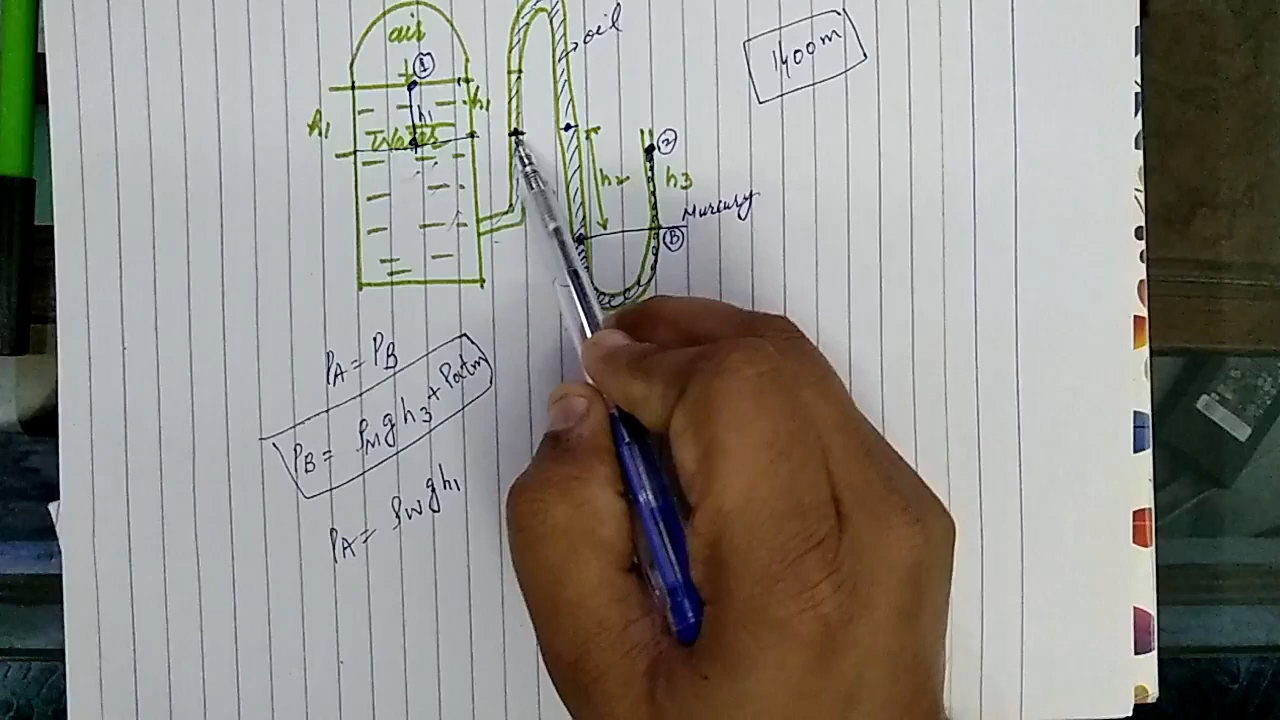 air
oil
1400m
1
h1
h1
A1
Water
2
h2
h3
Mercury
B
PA = PB
PB = ρM g h3 + Patm
PA = ρW g h1